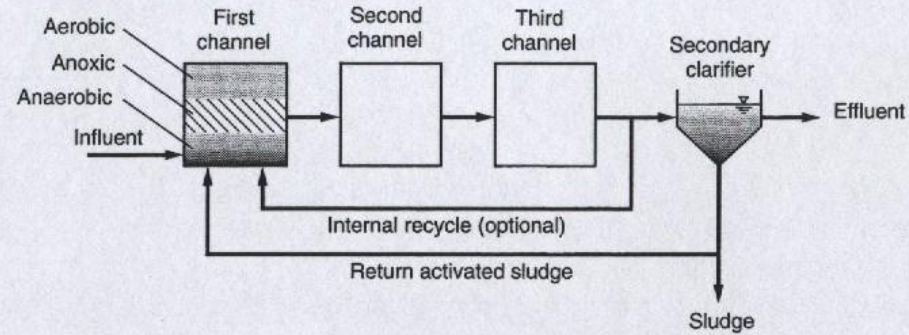 Aerobic
Anoxic
Anaerobic
Influent
First
channel
Second
channel
Third
channel
Secondary
clarifier
Effluent
Internal recycle (optional)
Return activated sludge
Sludge